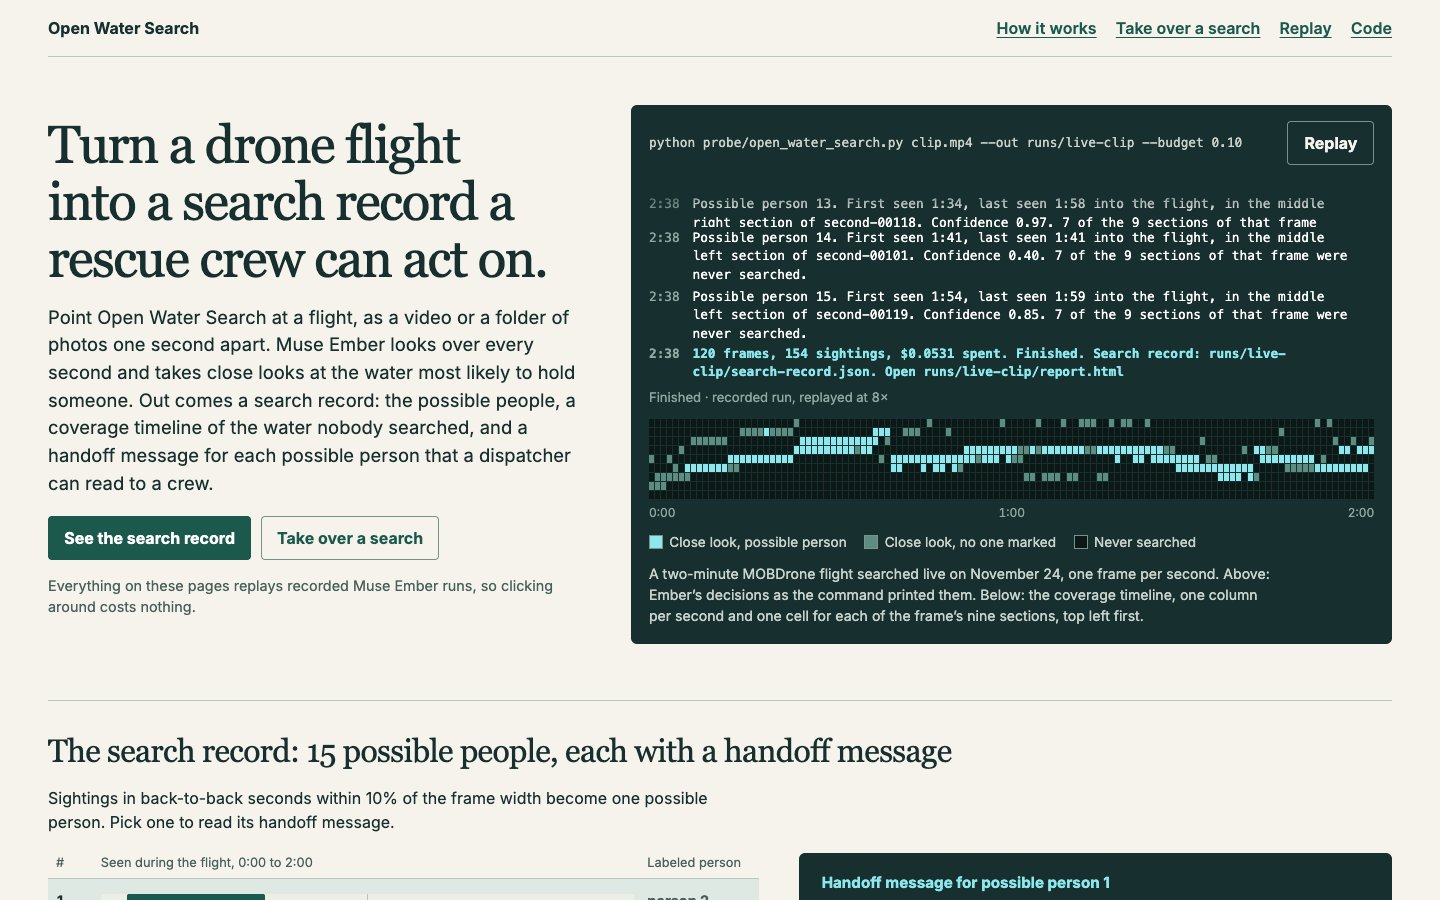 Open Water Search
How it works
Take over a search
Replay
Code
Turn a drone flight
into a search record a
rescue crew can act on.
Point Open Water Search at a flight, as a video or a folder of
photos one second apart. Muse Ember looks over every
second and takes close looks at the water most likely to hold
someone. Out comes a search record: the possible people, a
coverage timeline of the water nobody searched, and a
handoff message for each possible person that a dispatcher
can read to a crew.
See the search record
Take over a search
Everything on these pages replays recorded Muse Ember runs, so clicking
around costs nothing.
python probe/open_water_search.py clip.mp4 --out runs/live-clip --budget 0.10
Replay
2:38 Possible person 13. First seen 1:34, last seen 1:58 into the flight, in the middle
right section of second-00118. Confidence 0.97. 7 of the 9 sections of that frame
2:38 Possible person 14. First seen 1:41, last seen 1:41 into the flight, in the middle
left section of second-00101. Confidence 0.40. 7 of the 9 sections of that frame were
never searched.
2:38 Possible person 15. First seen 1:54, last seen 1:59 into the flight, in the middle
left section of second-00119. Confidence 0.85. 7 of the 9 sections of that frame were
never searched.
2:38 120 frames, 154 sightings, $0.0531 spent. Finished. Search record: runs/live-
clip/search-record.json. Open runs/live-clip/report.html
Finished · recorded run, replayed at 8×
0:00 1:00 2:00
Close look, possible person
Close look, no one marked
Never searched
A two-minute MOBDrone flight searched live on November 24, one frame per second. Above:
Ember’s decisions as the command printed them. Below: the coverage timeline, one column
per second and one cell for each of the frame’s nine sections, top left first.
The search record: 15 possible people, each with a handoff message
Sightings in back-to-back seconds within 10% of the frame width become one possible
person. Pick one to read its handoff message.
# Seen during the flight, 0:00 to 2:00 Labeled person
Handoff message for possible person 1